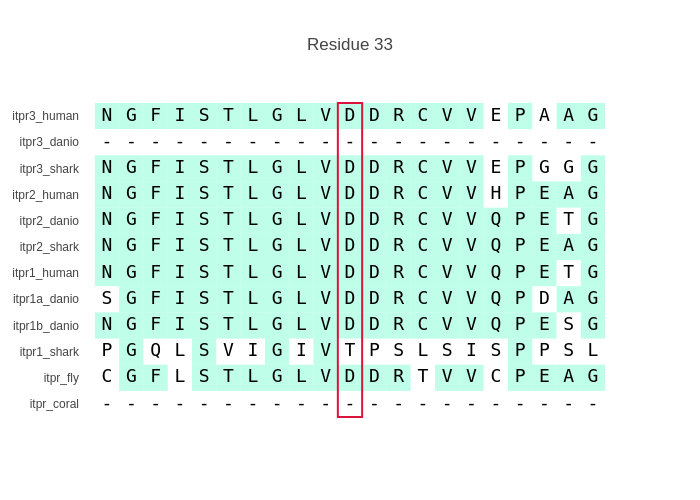 Residue 33
itpr3_human N G F I S T L G L V D D R C V V E P A A G
itpr3_danio - - - - - - - - - - - - - - - - - - - - -
itpr3_shark N G F I S T L G L V D D R C V V E P G G G
itpr2_human N G F I S T L G L V D D R C V V H P E A G
itpr2_danio N G F I S T L G L V D D R C V V Q P E T G
itpr2_shark N G F I S T L G L V D D R C V V Q P E A G
itpr1_human N G F I S T L G L V D D R C V V Q P E T G
itpr1a_danio S G F I S T L G L V D D R C V V Q P D A G
itpr1b_danio N G F I S T L G L V D D R C V V Q P E S G
itpr1_shark P G Q L S V I G I V T P S L S I S P P S L
itpr_fly C G F L S T L G L V D D R T V V C P E A G
itpr_coral - - - - - - - - - - - - - - - - - - - - -